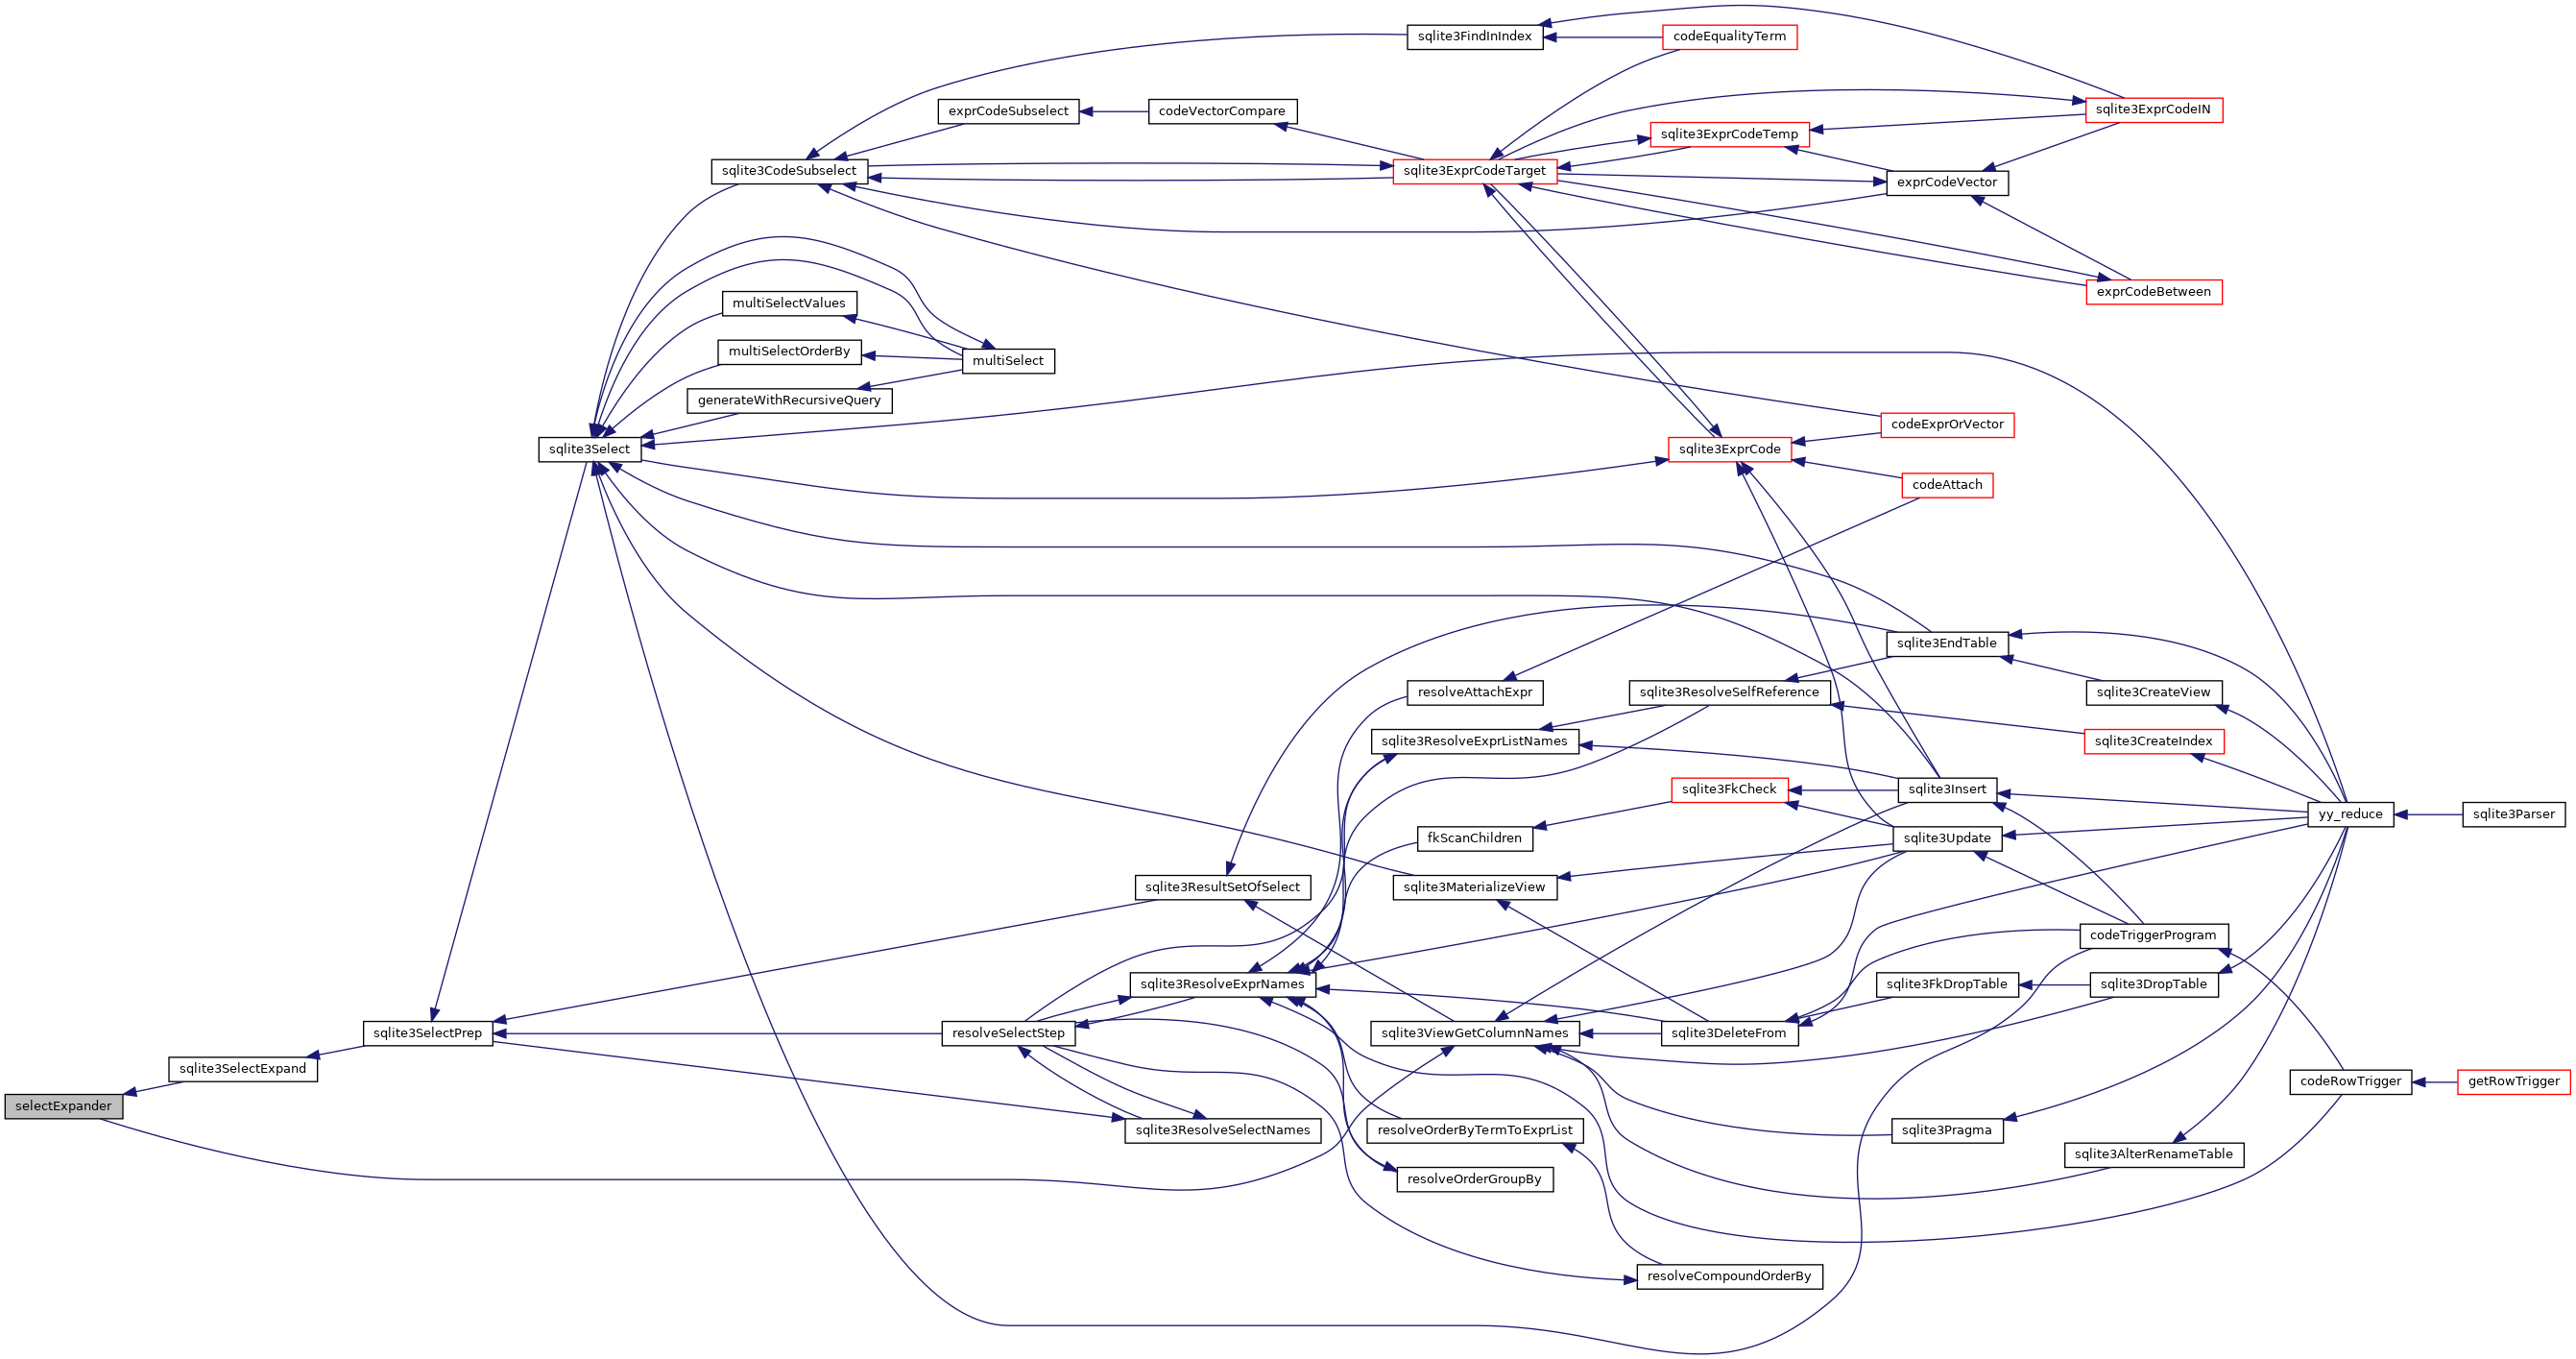 sqlite3FindInIndex
codeEqualityTerm
exprCodeSubselect
codeVectorCompare
sqlite3ExprCodeIN
sqlite3ExprCodeTemp
sqlite3CodeSubselect
sqlite3ExprCodeTarget
exprCodeVector
exprCodeBetween
multiSelectValues
multiSelectOrderBy
multiSelect
generateWithRecursiveQuery
codeExprOrVector
sqlite3Select
sqlite3ExprCode
codeAttach
sqlite3EndTable
resolveAttachExpr
sqlite3ResolveSelfReference
sqlite3CreateView
sqlite3ResolveExprListNames
sqlite3CreateIndex
sqlite3FkCheck
sqlite3Insert
yy_reduce
sqlite3Parser
fkScanChildren
sqlite3Update
sqlite3ResultSetOfSelect
sqlite3MaterializeView
codeTriggerProgram
sqlite3ResolveExprNames
sqlite3FkDropTable
sqlite3DropTable
sqlite3SelectPrep
resolveSelectStep
sqlite3ViewGetColumnNames
sqlite3DeleteFrom
sqlite3SelectExpand
codeRowTrigger
getRowTrigger
selectExpander
sqlite3ResolveSelectNames
resolveOrderByTermToExprList
sqlite3Pragma
sqlite3AlterRenameTable
resolveOrderGroupBy
resolveCompoundOrderBy